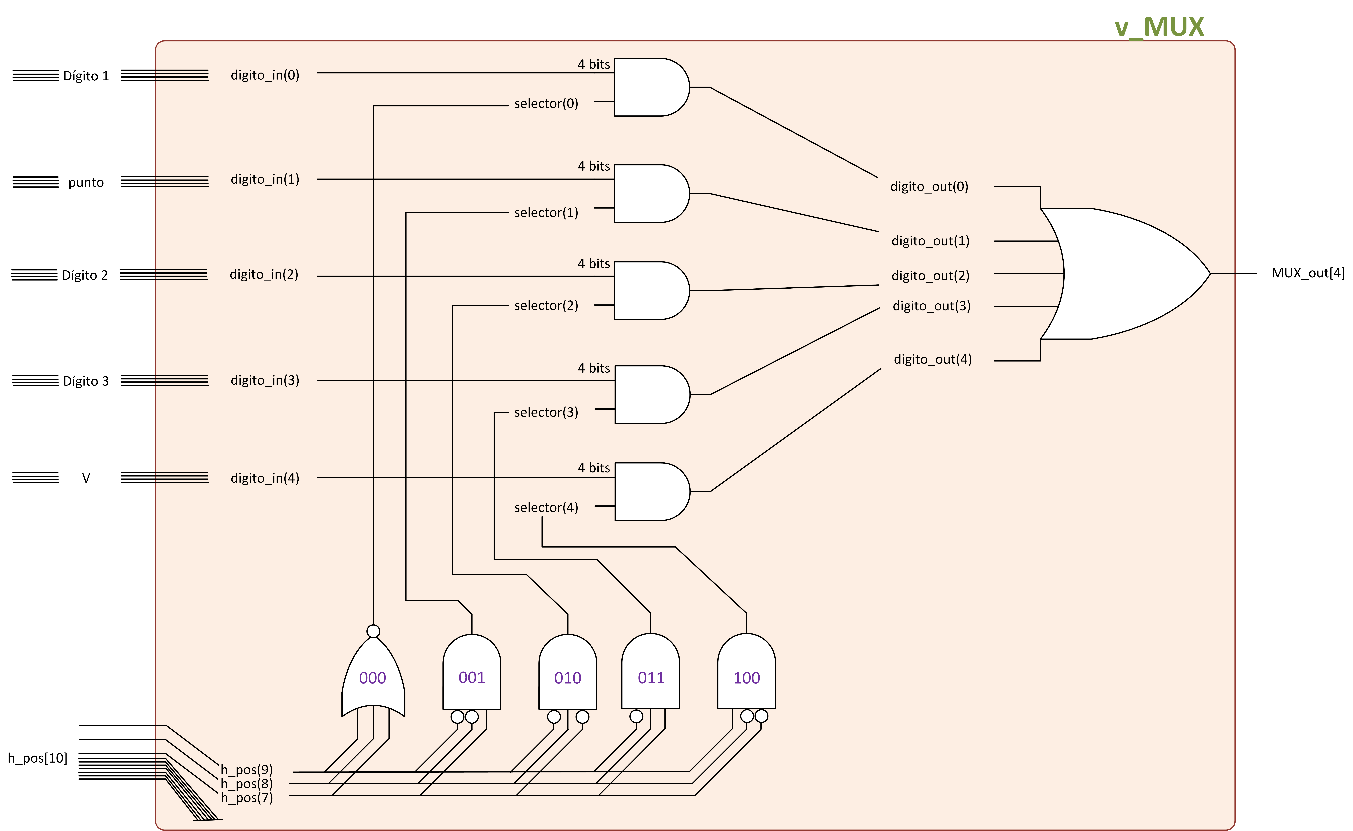 v_MUX
Dígito 1
digito_in(0)
4 bits
selector(0)
punto
digito_in(1)
4 bits
selector(1)
digito_out(0)
digito_out(1)
Dígito 2
digito_in(2)
4 bits
selector(2)
digito_out(2)
MUX_out[4]
digito_out(3)
Dígito 3
digito_in(3)
4 bits
selector(3)
digito_out(4)
V
digito_in(4)
4 bits
selector(4)
000
001
010
011
100
h_pos[10]
h_pos(9)
h_pos(8)
h_pos(7)